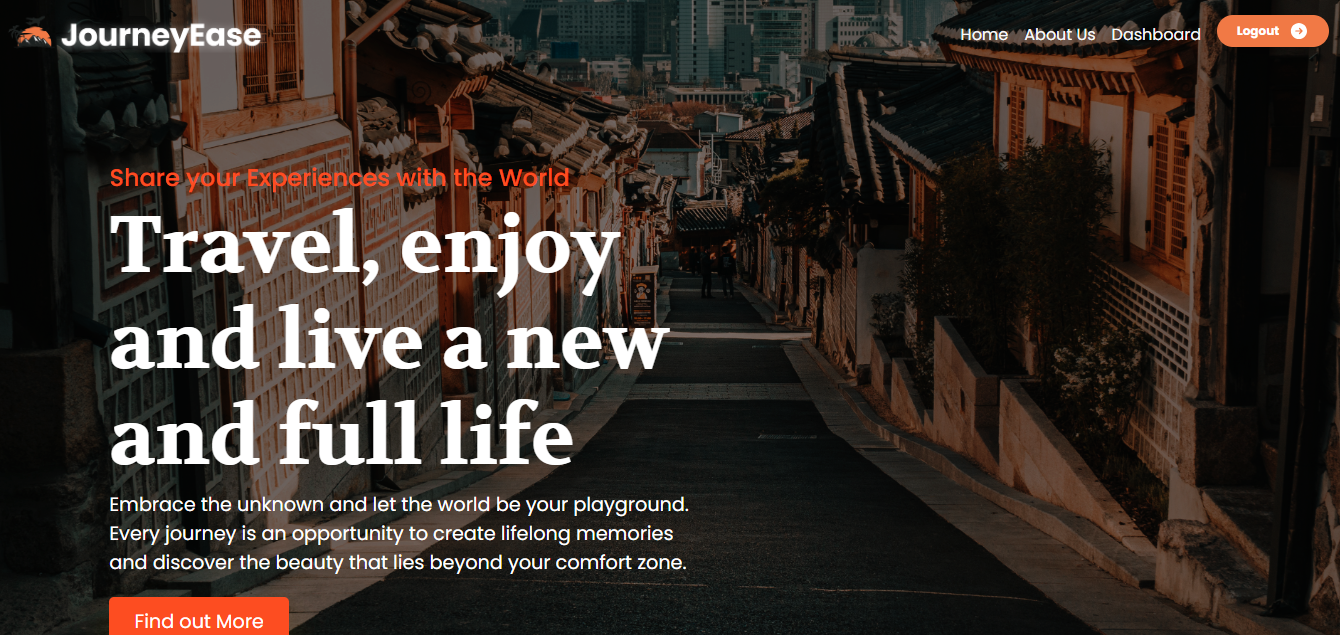 JourneyEase
Home About Us Dashboard Logout
Share your Experiences with the World
Travel, enjoy
and live a new
and full life
Embrace the unknown and let the world be your playground.
Every journey is an opportunity to create lifelong memories
and discover the beauty that lies beyond your comfort zone.
Find out More